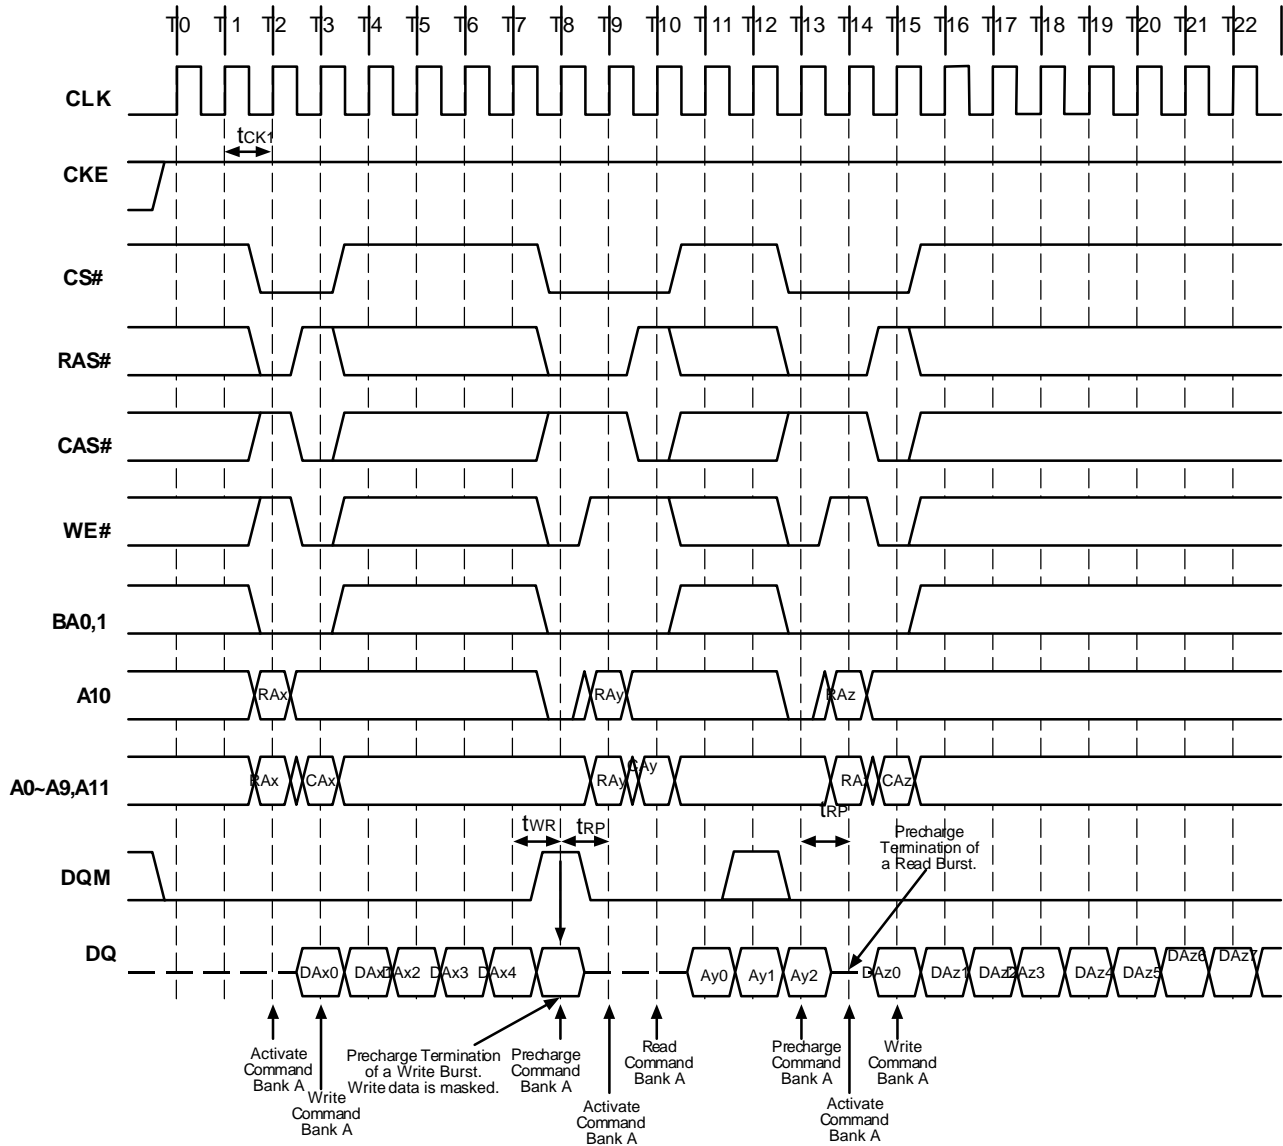 T0 T1 T2 T3 T4 T5 T6 T7 T8 T9 T10 T11 T12 T13 T14 T15 T16 T17 T18 T19 T20 T21 T22
CLK
tCK1
CKE
CS#
RAS#
CAS#
WE#
BA0,1
A10
RAx RAy RAz
A0~A9,A11
RAx CAx RAy CAy RAz CAz
tWR tRP tRP
Precharge
Termination of
a Read Burst.
DQM
DQ
DAx0 DAx1 DAx2 DAx3 DAx4 Ay0 Ay1 Ay2 DAz0 DAz1 DAz2 DAz3 DAz4 DAz5 DAz6 DAz7
Activate
Command
Bank A
Write
Command
Bank A
Precharge Termination
of a Write Burst.
Write data is masked.
Precharge
Command
Bank A
Activate
Command
Bank A
Read
Command
Bank A
Precharge
Command
Bank A
Activate
Command
Bank A
Write
Command
Bank A